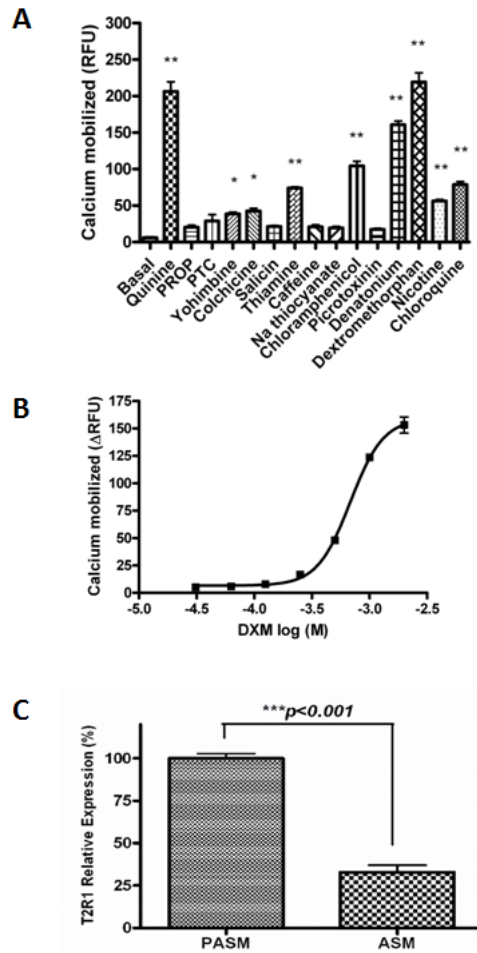 A
Calcium mobilized (RFU)
300
250
200
150
100
50
0
**
*
*
**
**
**
**
**
**
Basal
Quinine
PROP
PTC
Yohimbine
Colchicine
Salicin
Thiamine
Caffeine
Na thiocyanate
Chloramphenicol
Picrotoxinin
Denatonium
Dextromethorphan
Nicotine
Chloroquine
B
Calcium mobilized (ΔRFU)
175
150
125
100
75
50
25
0
-5.0 -4.5 -4.0 -3.5 -3.0 -2.5
DXM log (M)
C
T2R1 Relative Expression (%)
***p<0.001
100
75
50
25
0
PASM ASM